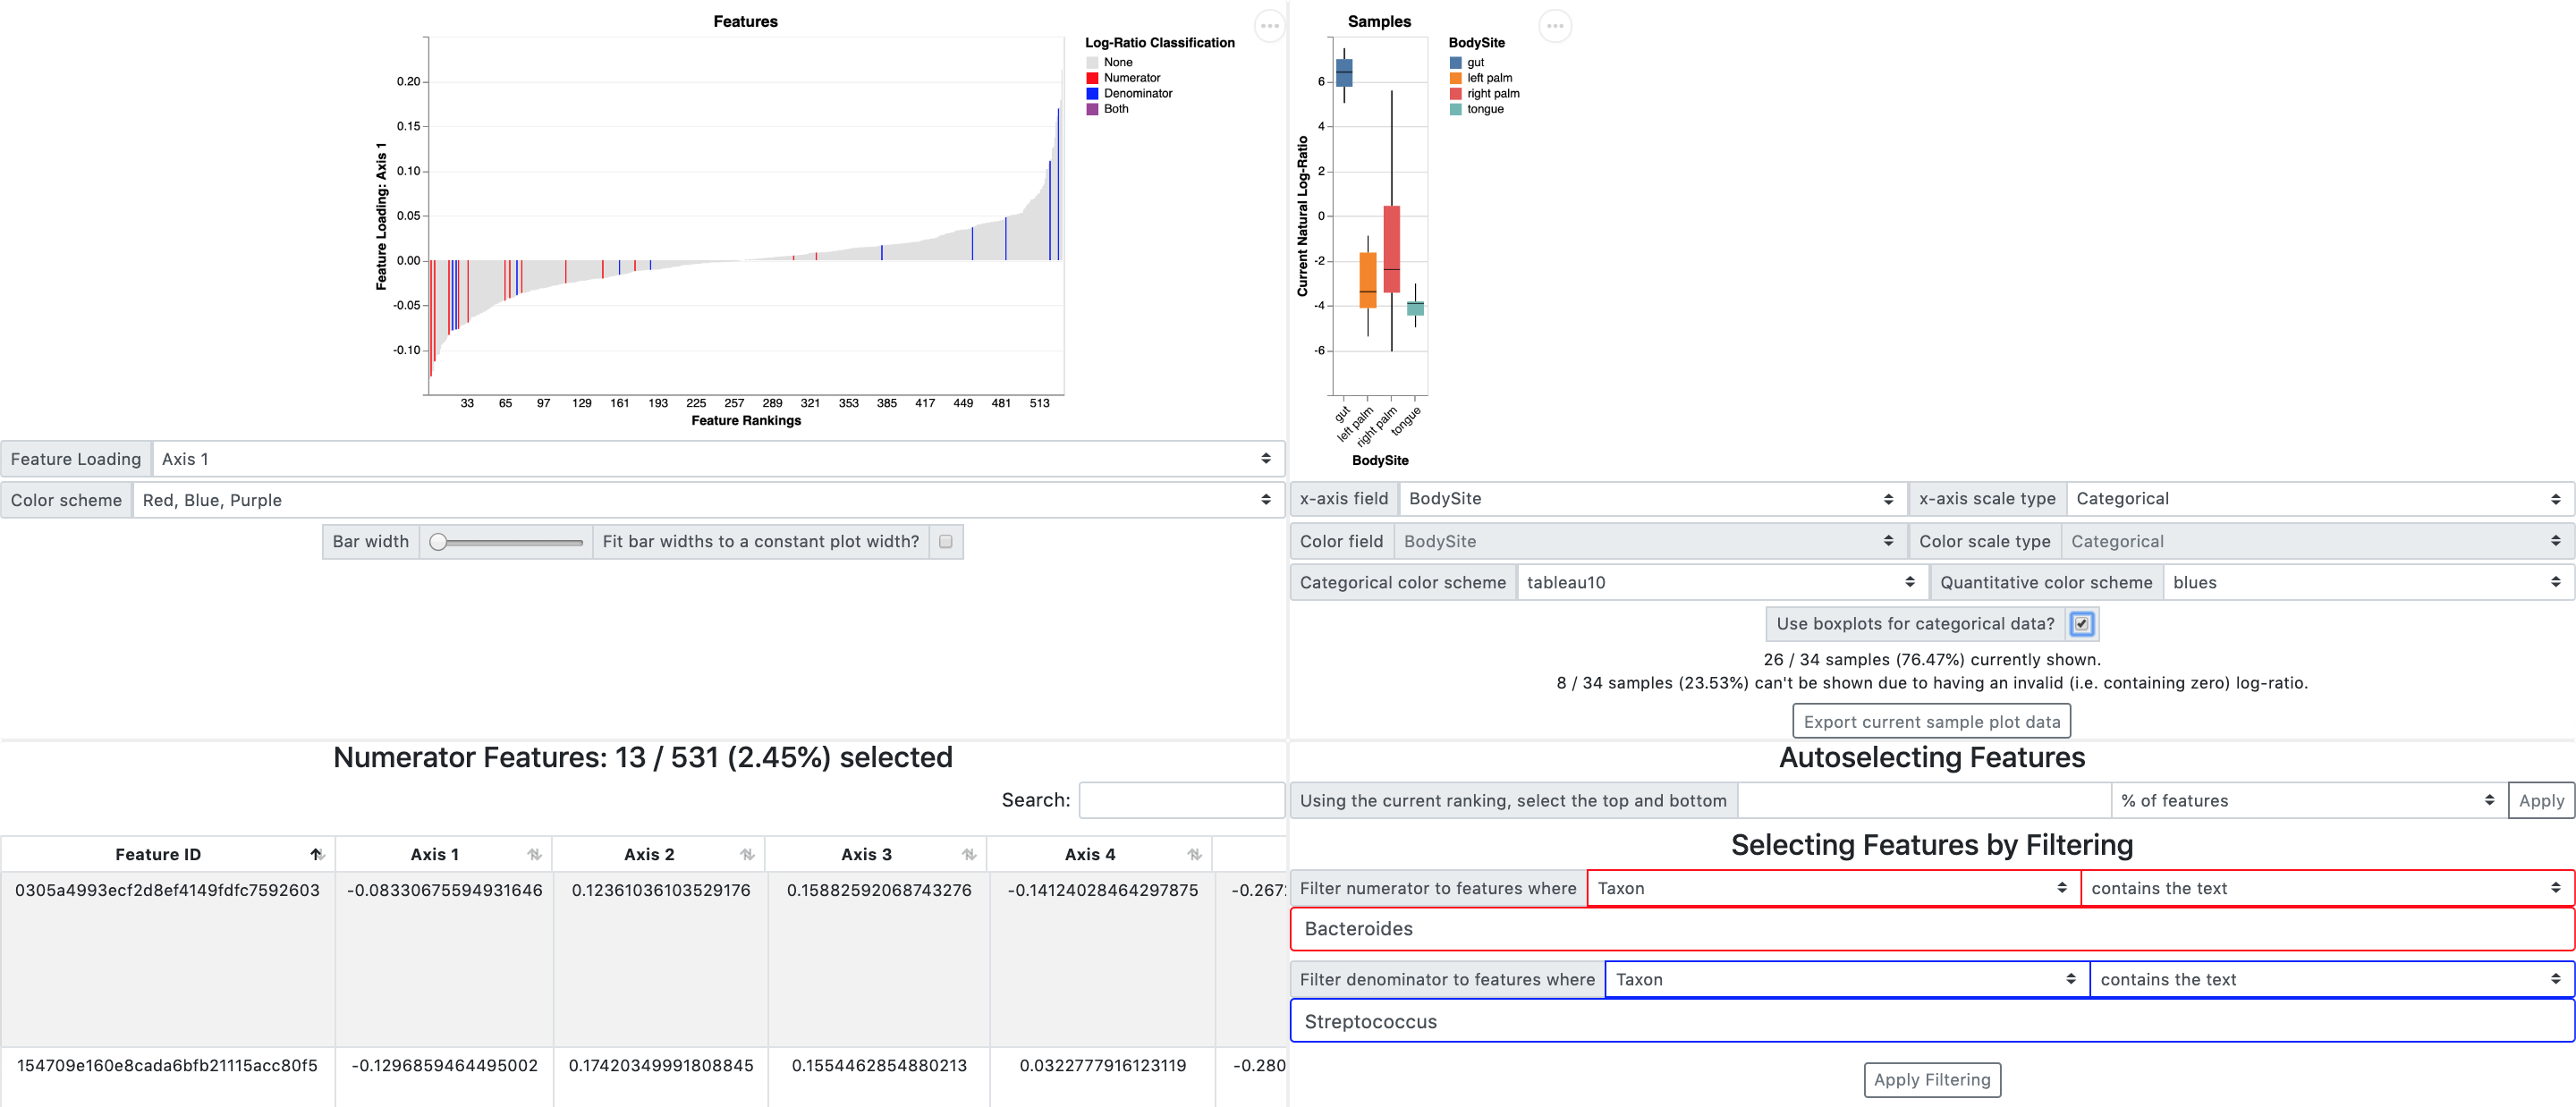 Features
Log-Ratio Classification
None
Numerator
Denominator
Both
0.20
0.15
0.10
0.05
0.00
-0.05
-0.10
Feature Loading: Axis 1
33 65 97 129 161 193 225 257 289 321 353 385 417 449 481 513
Feature Rankings
Feature Loading Axis 1
Color scheme Red, Blue, Purple
Bar width Fit bar widths to a constant plot width?
Samples
BodySite
gut
left palm
right palm
tongue
6
4
2
0
-2
-4
-6
Current Natural Log-Ratio
gut left palm right palm tongue
BodySite
x-axis field BodySite x-axis scale type Categorical
Color field BodySite Color scale type Categorical
Categorical color scheme tableau10 Quantitative color scheme blues
Use boxplots for categorical data?
26 / 34 samples (76.47%) currently shown.
8 / 34 samples (23.53%) can't be shown due to having an invalid (i.e. containing zero) log-ratio.
Export current sample plot data
Numerator Features: 13 / 531 (2.45%) selected
Search:
Feature ID Axis 1 Axis 2 Axis 3 Axis 4
0305a4993ecf2d8ef4149fdfc7592603 -0.08330675594931646 0.12361036103529176 0.15882592068743276 -0.14124028464297875 -0.267
154709e160e8cada6bfb21115acc80f5 -0.1296859464495002 0.17420349991808845 0.1554462854880213 0.0322777916123119 -0.280
Autoselecting Features
Using the current ranking, select the top and bottom % of features Apply
Selecting Features by Filtering
Filter numerator to features where Taxon contains the text
Bacteroides
Filter denominator to features where Taxon contains the text
Streptococcus
Apply Filtering